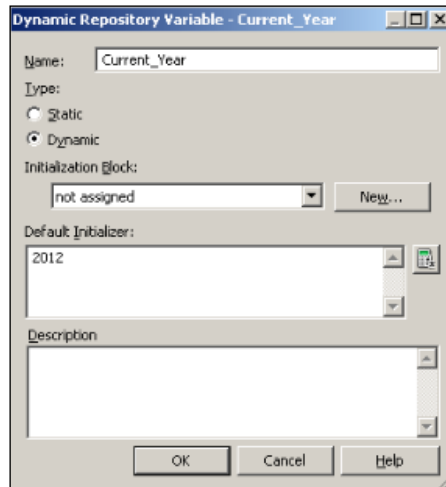 Dynamic Repository Variable - Current_Year
Name: Current_Year
Type:
Static
Dynamic
Initialization Block:
not assigned New...
Default Initializer:
2012
Description
OK Cancel Help